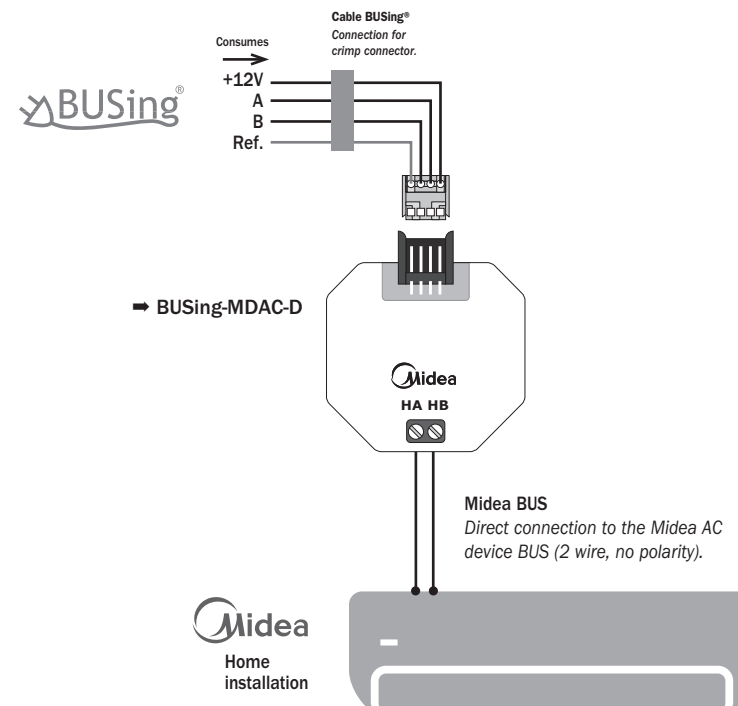 Cable BUSing®
Connection for
crimp connector.
Consumes
+12V
A
B
Ref.
BUSing®
➡ BUSing-MDAC-D
Midea
HA HB
Midea BUS
Direct connection to the Midea AC
device BUS (2 wire, no polarity).
Midea
Home
installation